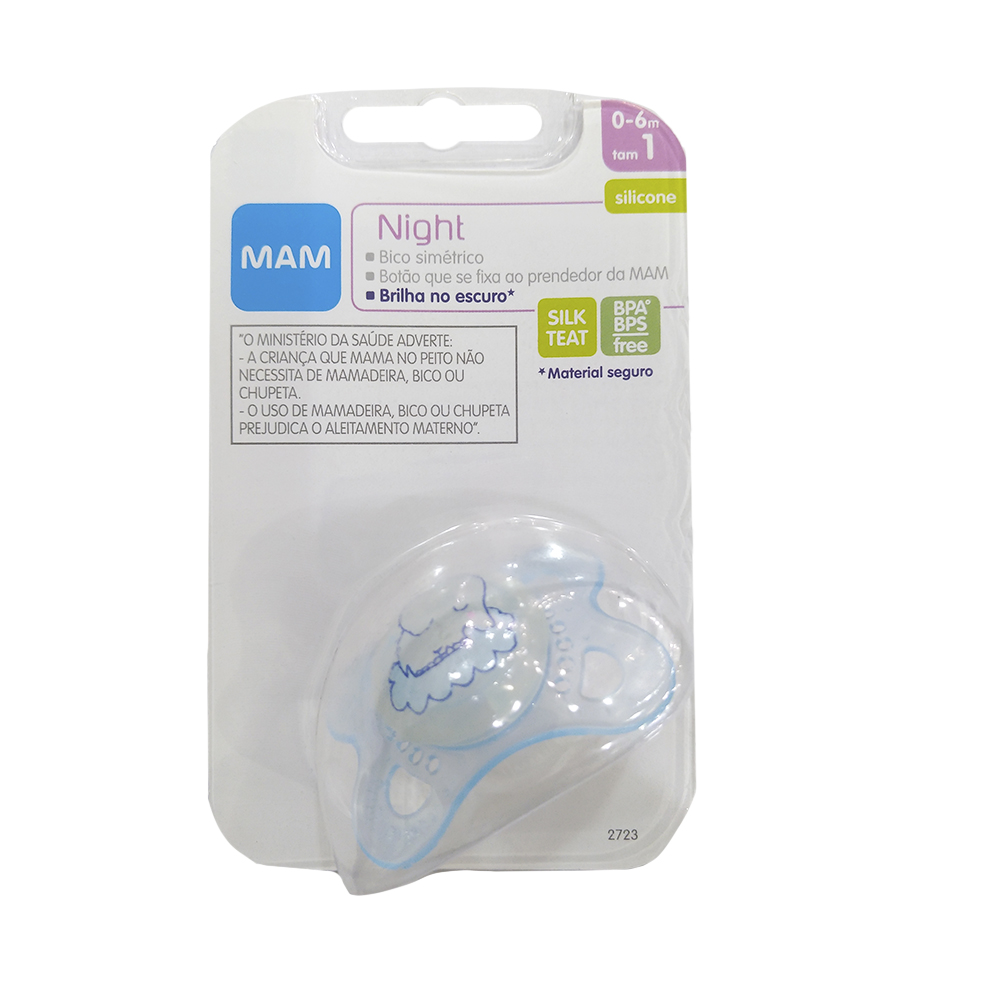 0-6m
tam 1
silicone
MAM
Night
Bico simétrico
Botão que se fixa ao prendedor da MAM
Brilha no escuro*
SILK
TEAT
BPA°
BPS
free
*Material seguro
"O MINISTÉRIO DA SAÚDE ADVERTE:
- A CRIANÇA QUE MAMA NO PEITO NÃO
NECESSITA DE MAMADEIRA, BICO OU
CHUPETA.
- O USO DE MAMADEIRA, BICO OU CHUPETA
PREJUDICA O ALEITAMENTO MATERNO".
2723